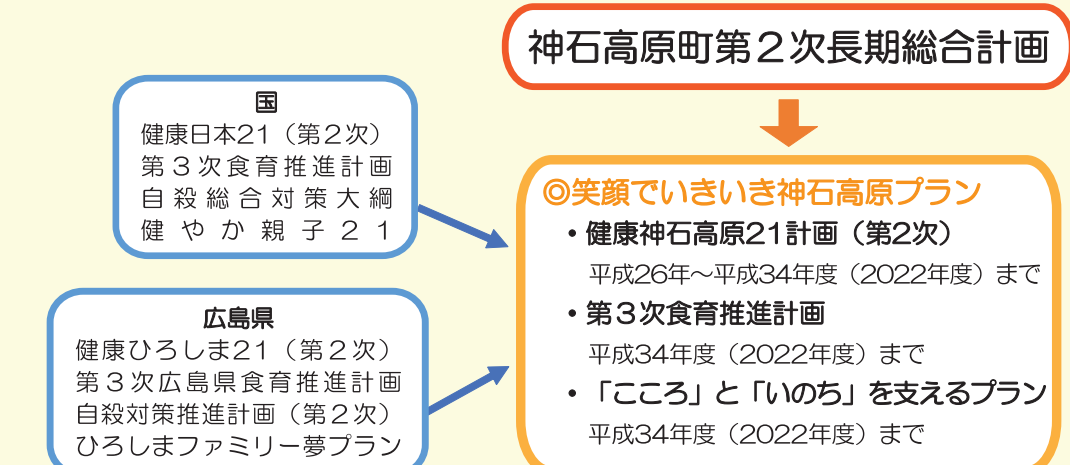 神石高原町第２次長期総合計画
国
健康日本21（第２次）
第３次食育推進計画
自殺総合対策大綱
健やか親子２１
広島県
健康ひろしま21（第２次）
第３次広島県食育推進計画
自殺対策推進計画（第２次）
ひろしまファミリー夢プラン
◎笑顔でいきいき神石高原プラン
・健康神石高原21計画（第2次）
平成26年～平成34年度（2022年度）まで
・第３次食育推進計画
平成34年度（2022年度）まで
・「こころ」と「いのち」を支えるプラン
平成34年度（2022年度）まで